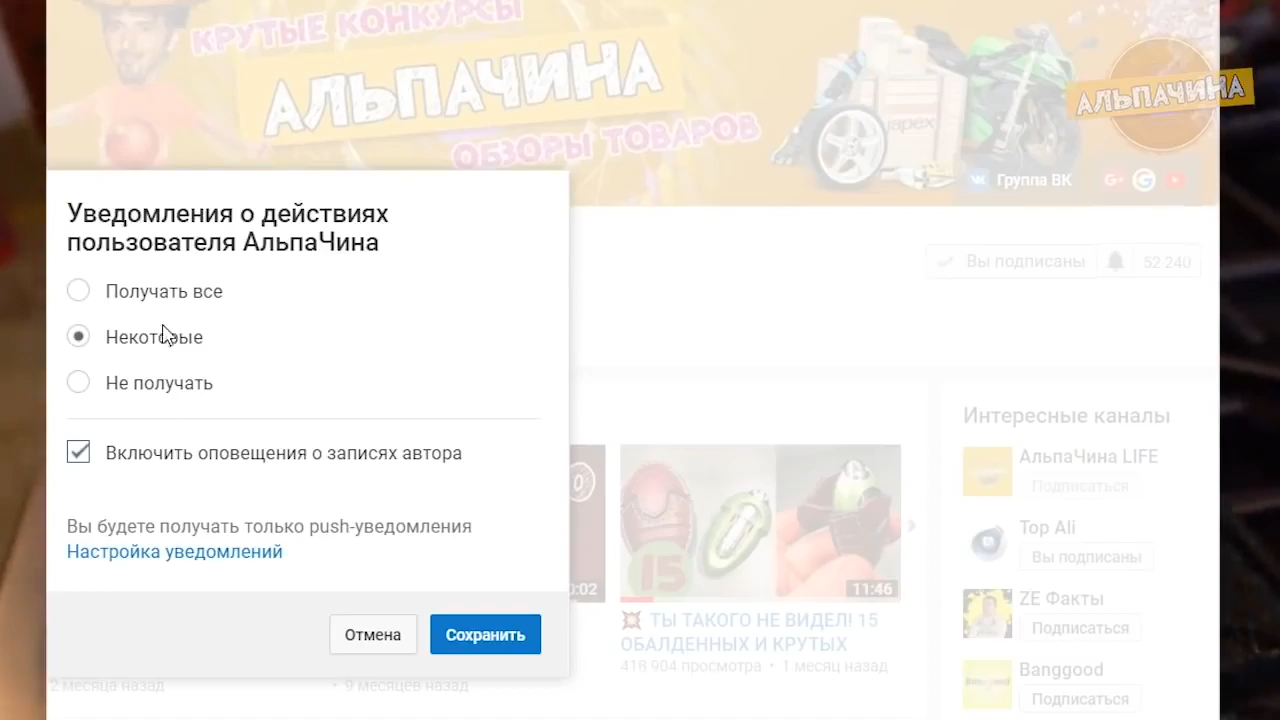 КРУТЫЕ КОНКУРСЫ
АЛЬПАЧИНА
ОБЗОРЫ ТОВАРОВ
apex
АЛЬПАЧИНА
Группа ВК
Уведомления о действиях
пользователя АльпаЧина
Получать все
Некоторые
Не получать
Включить оповещения о записях автора
Вы будете получать только push-уведомления
Настройка уведомлений
Отмена
Сохранить
Вы подписаны
52 240
0:02
15
11:46
ТЫ ТАКОГО НЕ ВИДЕЛ! 15
ОБАЛДЕННЫХ И КРУТЫХ
418 904 просмотра • 1 месяц назад
2 месяца назад
• 9 месяцев назад
Интересные каналы
АльпаЧина LIFE
Подписаться
Top Ali
Вы подписаны
ZE Факты
Подписаться
Banggood
Подписаться